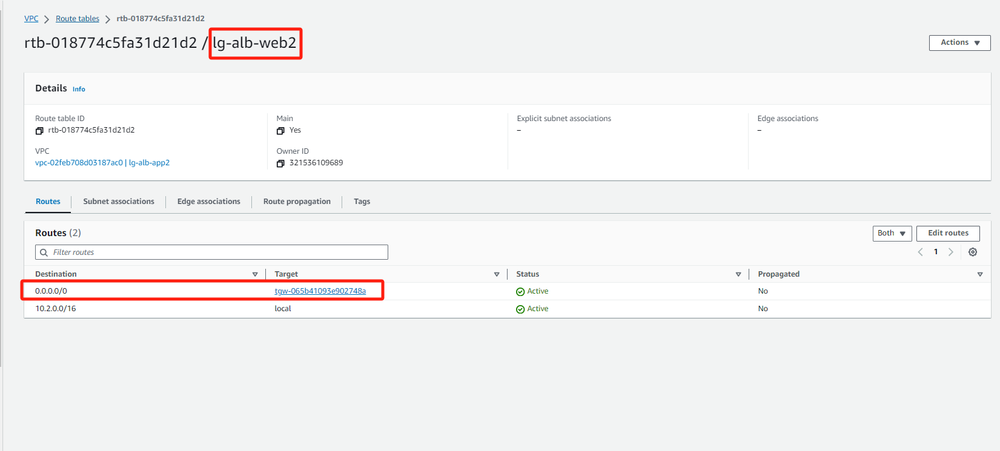 VPC > Route tables > rtb-018774c5fa31d21d2
rtb-018774c5fa31d21d2 / lg-alb-web2
Actions
Details Info
Route table ID
rtb-018774c5fa31d21d2
Main
Yes
Explicit subnet associations
–
Edge associations
–
VPC
vpc-02feb708d03187ac0 | lg-alb-app2
Owner ID
321536109689
Routes Subnet associations Edge associations Route propagation Tags
Routes (2)
Both Edit routes
Filter routes
1
Destination Target Status Propagated
0.0.0.0/0 tgw-065b41093e902748a Active No
10.2.0.0/16 local Active No